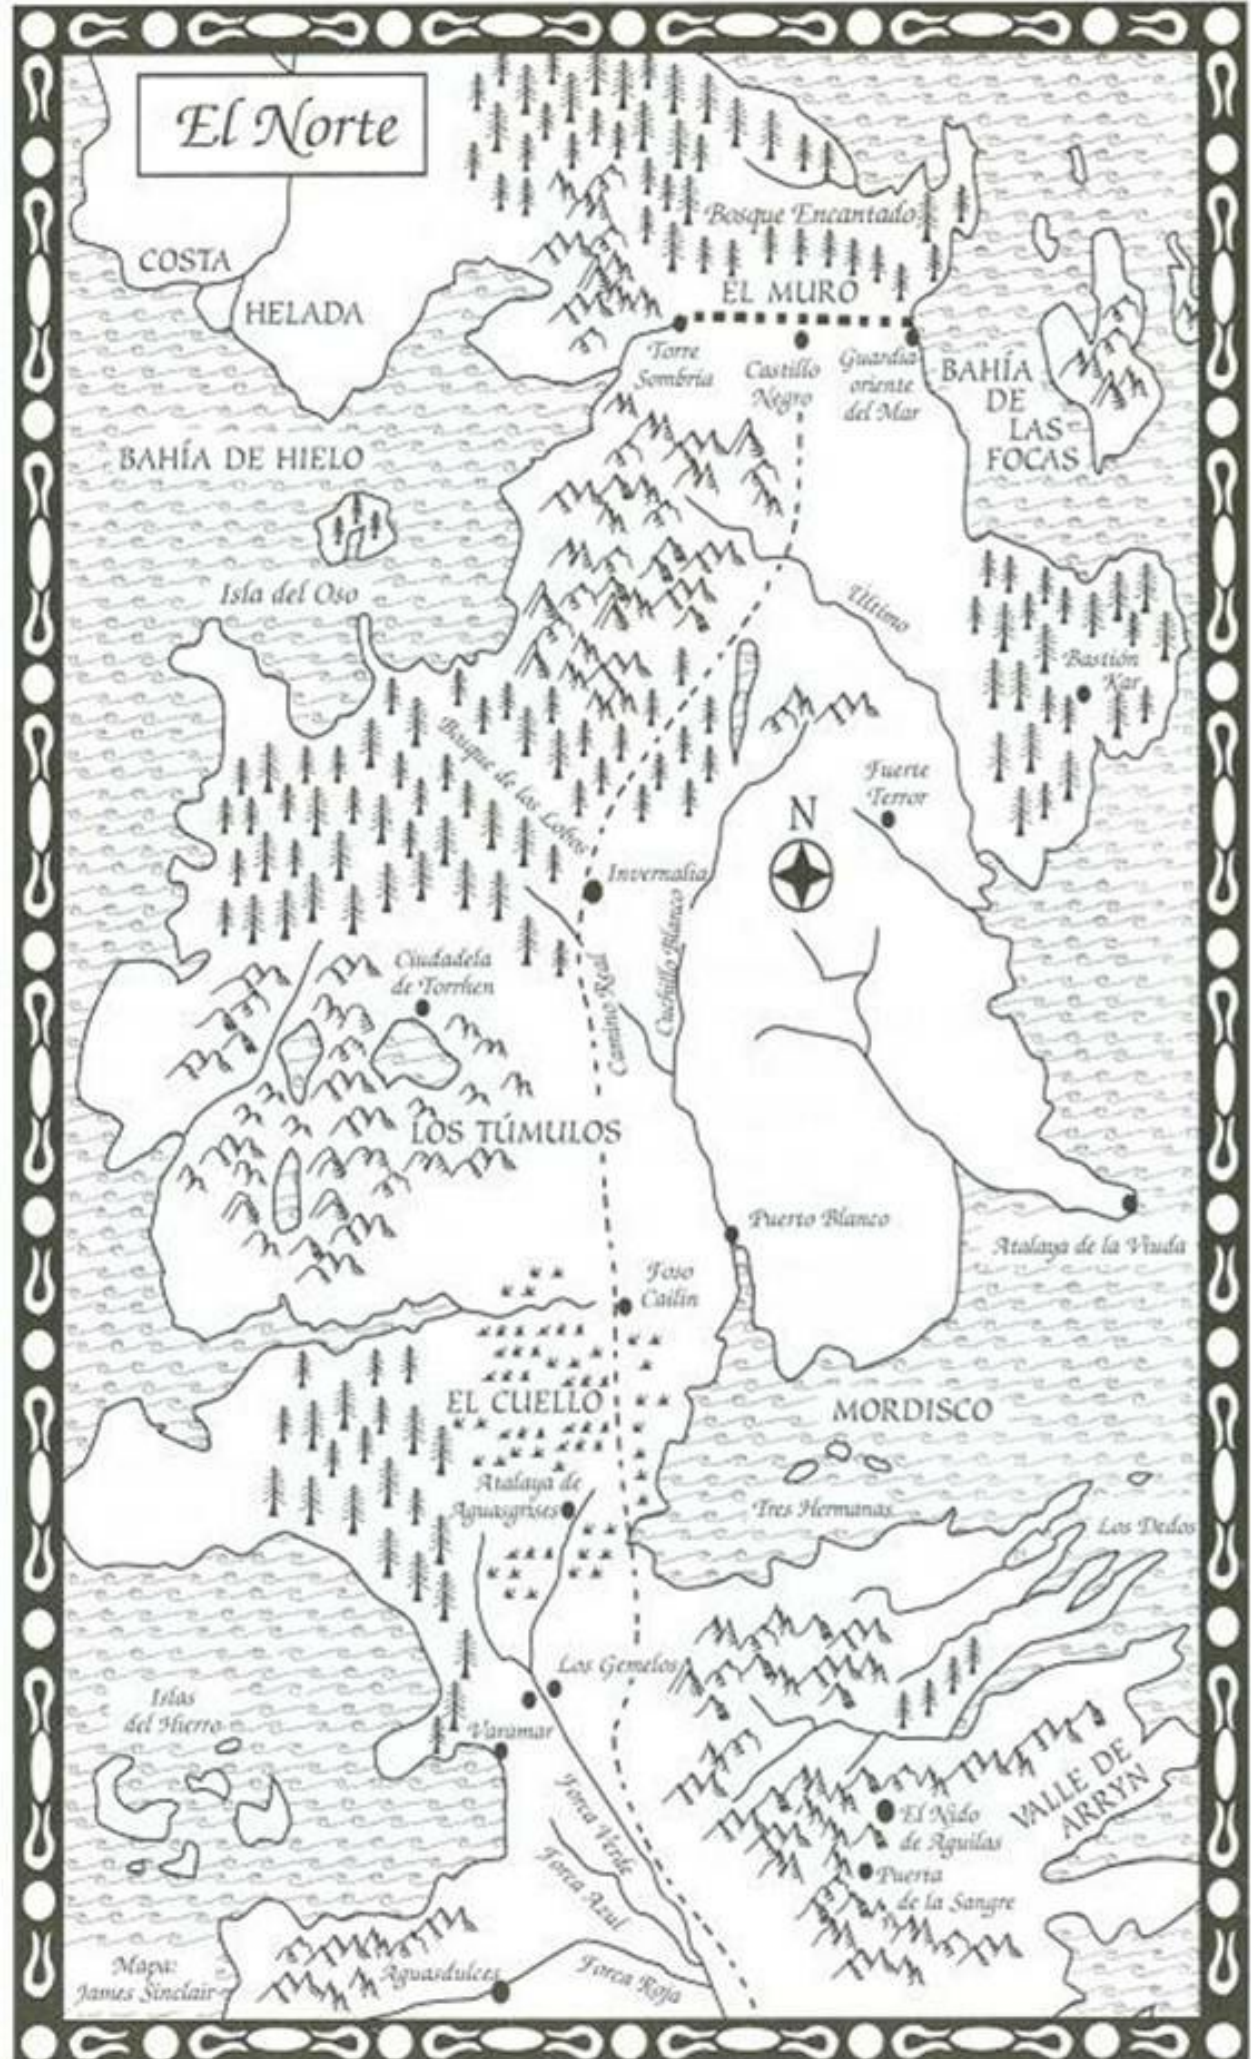 El Norte
Bosque Encantado
COSTA
HELADA
EL MURO
Torre
Sombria
Castillo
Negro
Guardia
oriente
del Mar
BAHÍA
DE
LAS
FOCAS
BAHÍA DE HIELO
Isla del Oso
Último
Bastión
Kar
Bosque de los Lobos
Fuerte
Terror
N
Invernalia
Cuchillo Blanco
Ciudadela
de Torrhen
Camino Real
LOS TÚMULOS
Puerto Blanco
Atalaya de la Viuda
Foso
Cailin
EL CUELLO
MORDISCO
Atalaya de
Aguasgrises
Tres Hermanas
Los Dedos
Los Gemelos
Islas
del Hierro
Varamar
Forca Verde
VALLE DE
ARRYN
El Nido
de Águilas
Forca Azul
Puerta
de la Sangre
Mapa:
James Sinclair
Aguasdulces
Forca Roja